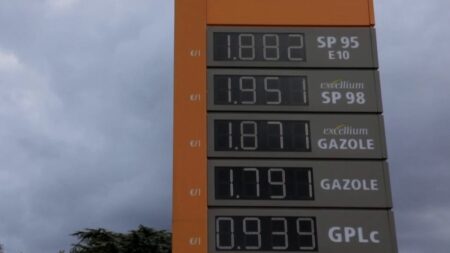 €/l 1.882 SP 95
E10
€/l 1.951 excellium
SP 98
€/l 1.871 excellium
GAZOLE
€/l 1.791 GAZOLE
€/l 0.939 GPLc